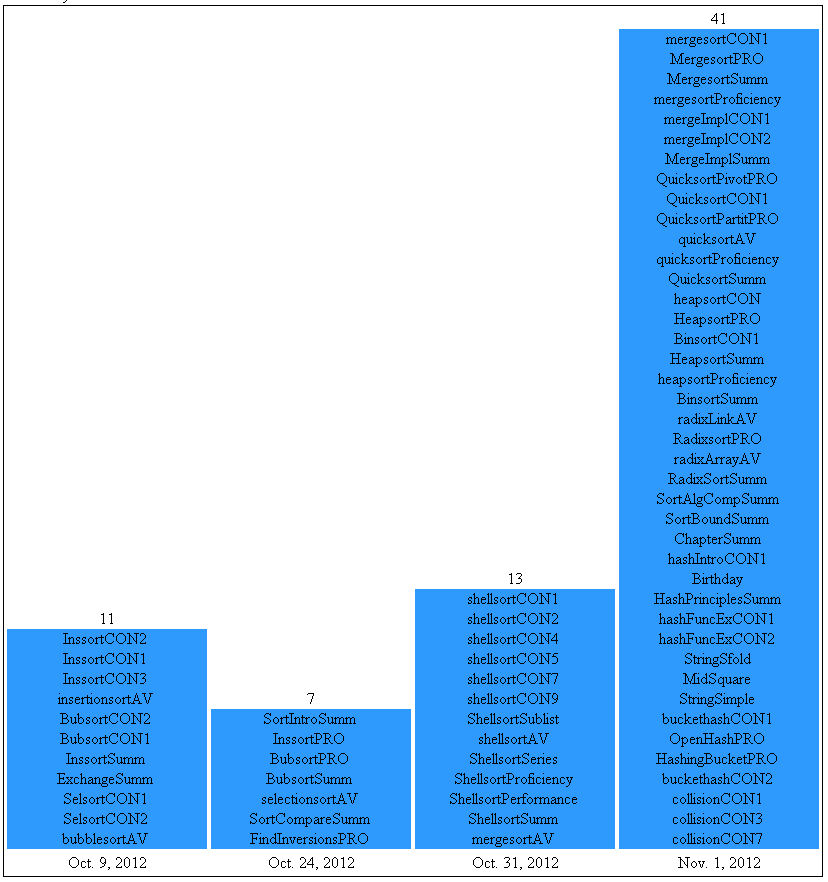 11
InssortCON2
InssortCON1
InssortCON3
insertionsortAV
BubsortCON2
BubsortCON1
InssortSumm
ExchangeSumm
SelsortCON1
SelsortCON2
bubblesortAV
Oct. 9, 2012
7
SortIntroSumm
InssortPRO
BubsortPRO
BubsortSumm
selectionsortAV
SortCompareSumm
FindInversionsPRO
Oct. 24, 2012
13
shellsortCON1
shellsortCON2
shellsortCON4
shellsortCON5
shellsortCON7
shellsortCON9
ShellsortSublist
shellsortAV
ShellsortSeries
ShellsortProficiency
ShellsortPerformance
ShellsortSumm
mergesortAV
Oct. 31, 2012
41
mergesortCON1
MergesortPRO
MergesortSumm
mergesortProficiency
mergeImplCON1
mergeImplCON2
MergeImplSumm
QuicksortPivotPRO
QuicksortCON1
QuicksortPartitPRO
quicksortAV
quicksortProficiency
QuicksortSumm
heapsortCON
HeapsortPRO
BinsortCON1
HeapsortSumm
heapsortProficiency
BinsortSumm
radixLinkAV
RadixsortPRO
radixArrayAV
RadixSortSumm
SortAlgCompSumm
SortBoundSumm
ChapterSumm
hashIntroCON1
Birthday
HashPrinciplesSumm
hashFuncExCON1
hashFuncExCON2
StringSfold
MidSquare
StringSimple
buckethashCON1
OpenHashPRO
HashingBucketPRO
buckethashCON2
collisionCON1
collisionCON3
collisionCON7
Nov. 1, 2012